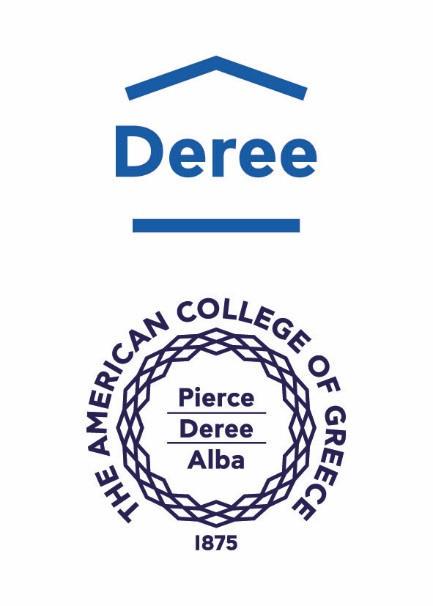 Deree
THE AMERICAN COLLEGE OF GREECE
Pierce
Deree
Alba
1875